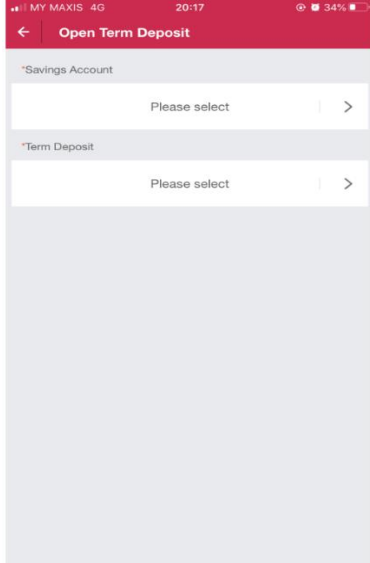 MY MAXIS 4G 20:17 34%
Open Term Deposit
*Savings Account
Please select
*Term Deposit
Please select